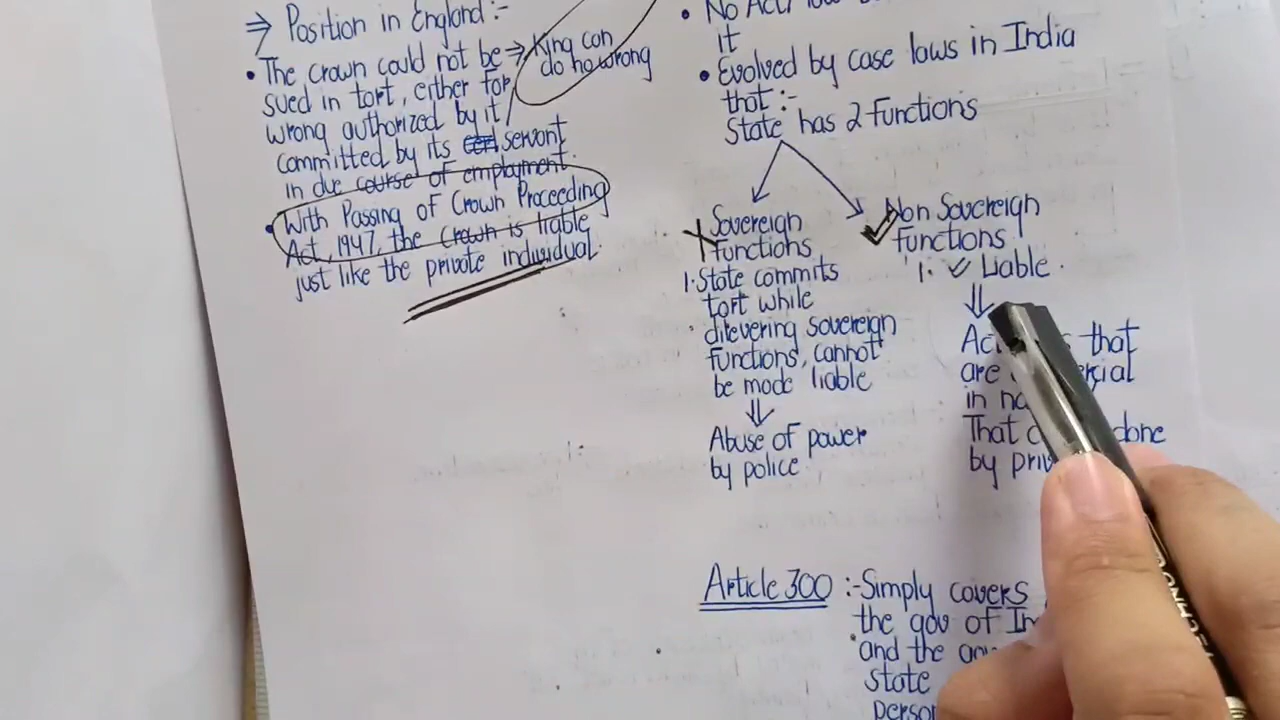 ⇒ Position in England :-
• The crown could not be → King can
sued in tort, either for do no wrong
wrong authorized by it /
committed by its servant
in due course of employment.
• With Passing of Crown Proceeding
Act, 1947, the Crown is liable
just like the private individual.
• No Act/
it
• Evolved by case laws in India
that :-
State has 2 Functions
Sovereign
Functions
1. State commits
tort while
dilevering sovereign
functions, cannot
be made liable
⇓
Abuse of power
by police
Non Sovereign
Functions
1. ✓ Liable.
⇓
that
are
in
That done
by
Article 300 :- Simply covers
the gov of
and the
state